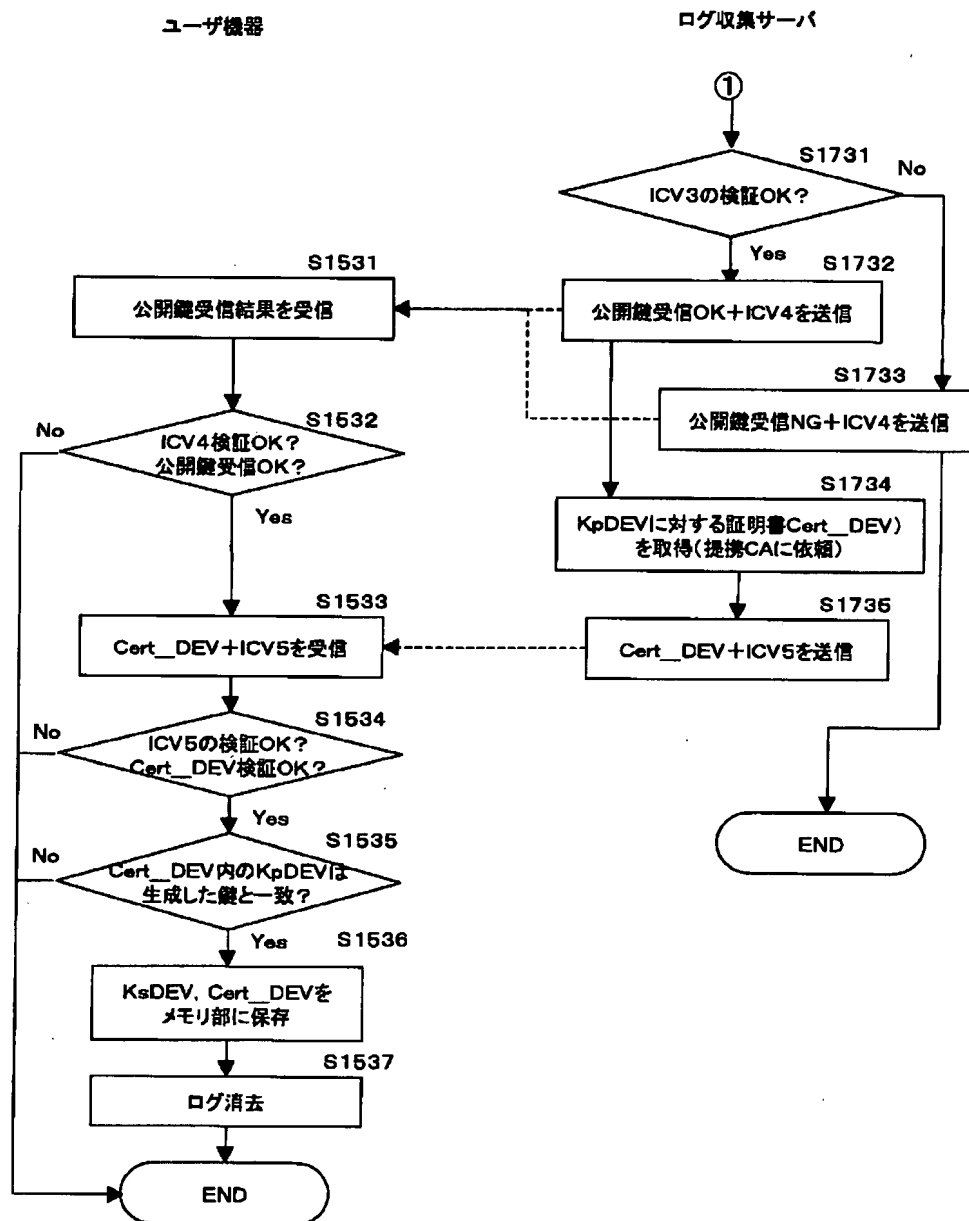 ユーザ機器
ログ収集サーバ
①
S1731
No
ICV3の検証OK?
Yes
S1732
S1531
公開鍵受信結果を受信
公開鍵受信OK+ICV4を送信
S1733
公開鍵受信NG+ICV4を送信
S1532
No
ICV4検証OK?
公開鍵受信OK?
Yes
S1734
KpDEVに対する証明書Cert__DEV)
を取得(提携CAに依頼)
S1533
S1735
Cert__DEV+ICV5を受信
Cert__DEV+ICV5を送信
S1534
No
ICV5の検証OK?
Cert__DEV検証OK?
Yes
S1535
No
Cert__DEV内のKpDEVは
生成した鍵と一致?
END
Yes
S1536
KsDEV, Cert__DEVを
メモリ部に保存
S1537
ログ消去
END